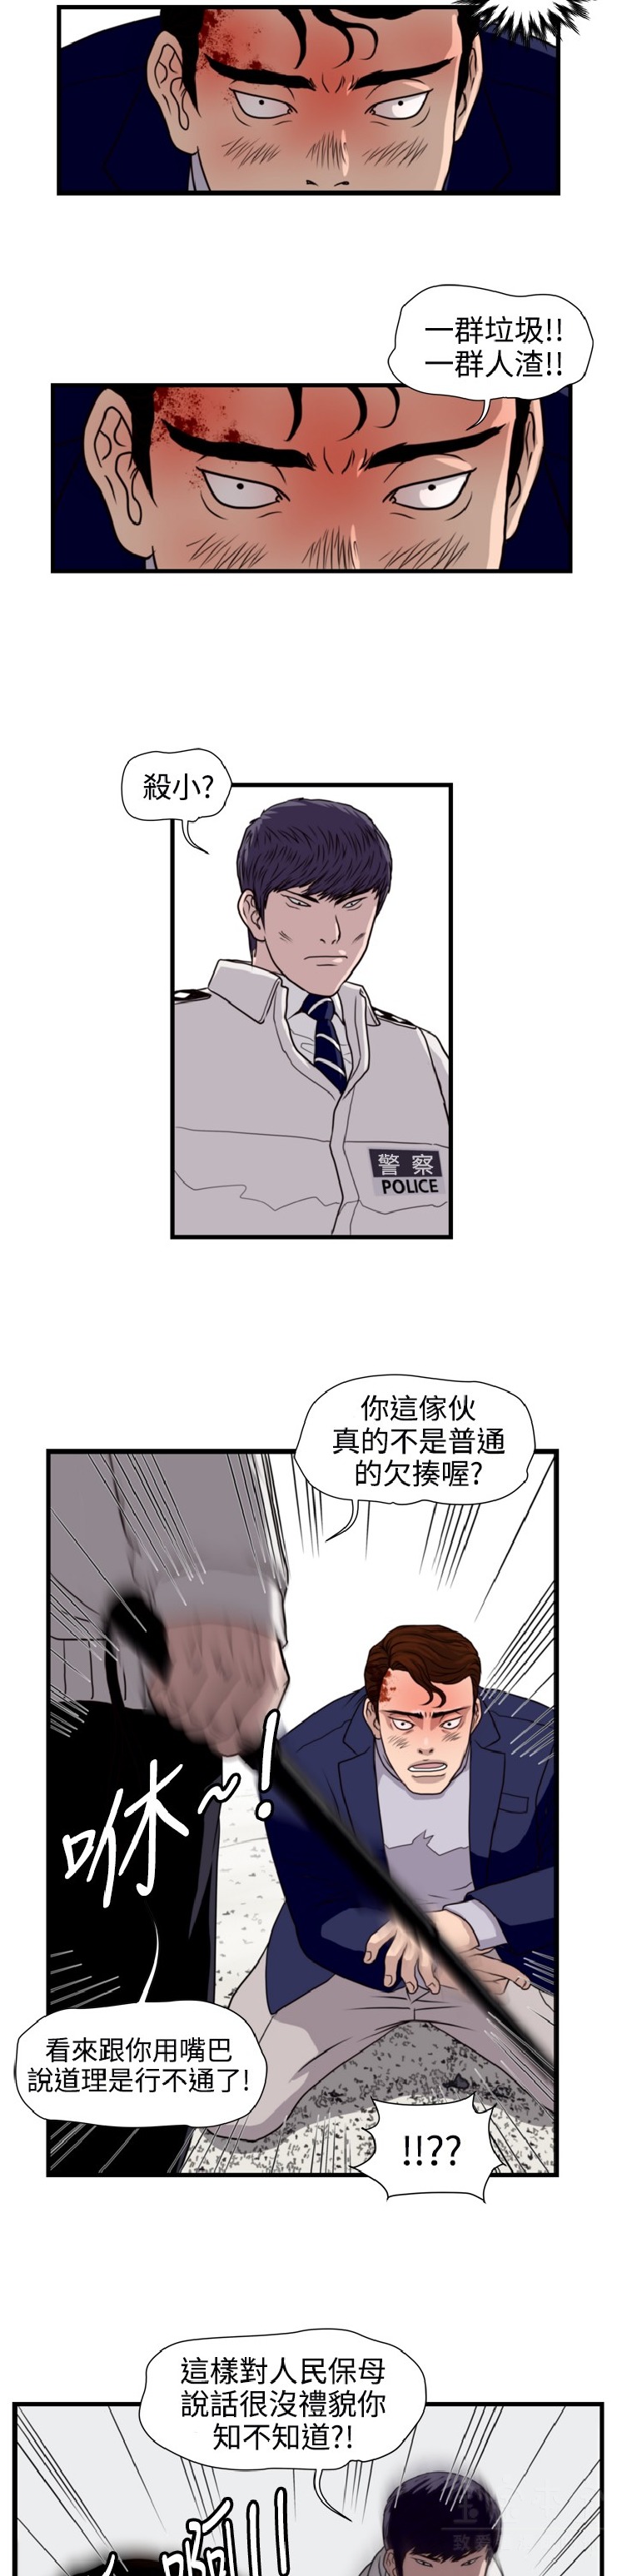 一群垃圾!!
一群人渣!!
殺小?
警察
POLICE
你這傢伙
真的不是普通
的欠揍喔?
咻~!
看來跟你用嘴巴
說道理是行不通了!
!!??
這樣對人民保母
說話很沒禮貌你
知不知道?!